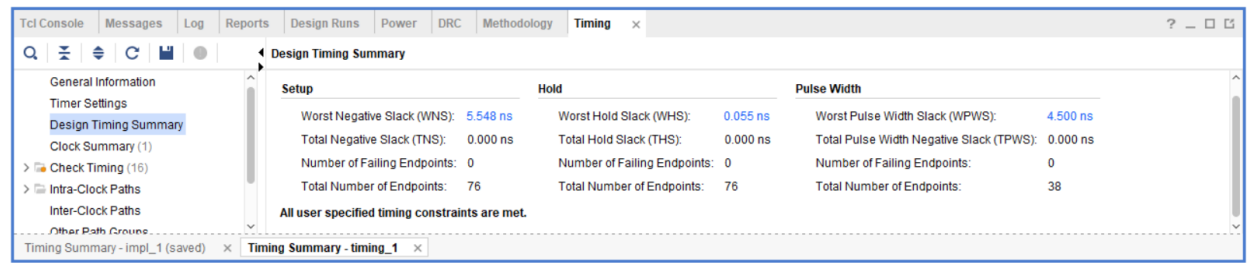 Tcl Console Messages Log Reports Design Runs Power DRC Methodology Timing × ?
Design Timing Summary
General Information
Timer Settings
Design Timing Summary
Clock Summary (1)
Check Timing (16)
Intra-Clock Paths
Inter-Clock Paths
Other Path Groups
Setup Hold Pulse Width
Worst Negative Slack (WNS): 5.548 ns Worst Hold Slack (WHS): 0.055 ns Worst Pulse Width Slack (WPWS): 4.500 ns
Total Negative Slack (TNS): 0.000 ns Total Hold Slack (THS): 0.000 ns Total Pulse Width Negative Slack (TPWS): 0.000 ns
Number of Failing Endpoints: 0 Number of Failing Endpoints: 0 Number of Failing Endpoints: 0
Total Number of Endpoints: 76 Total Number of Endpoints: 76 Total Number of Endpoints: 38
All user specified timing constraints are met.
Timing Summary - impl_1 (saved) × Timing Summary - timing_1 ×